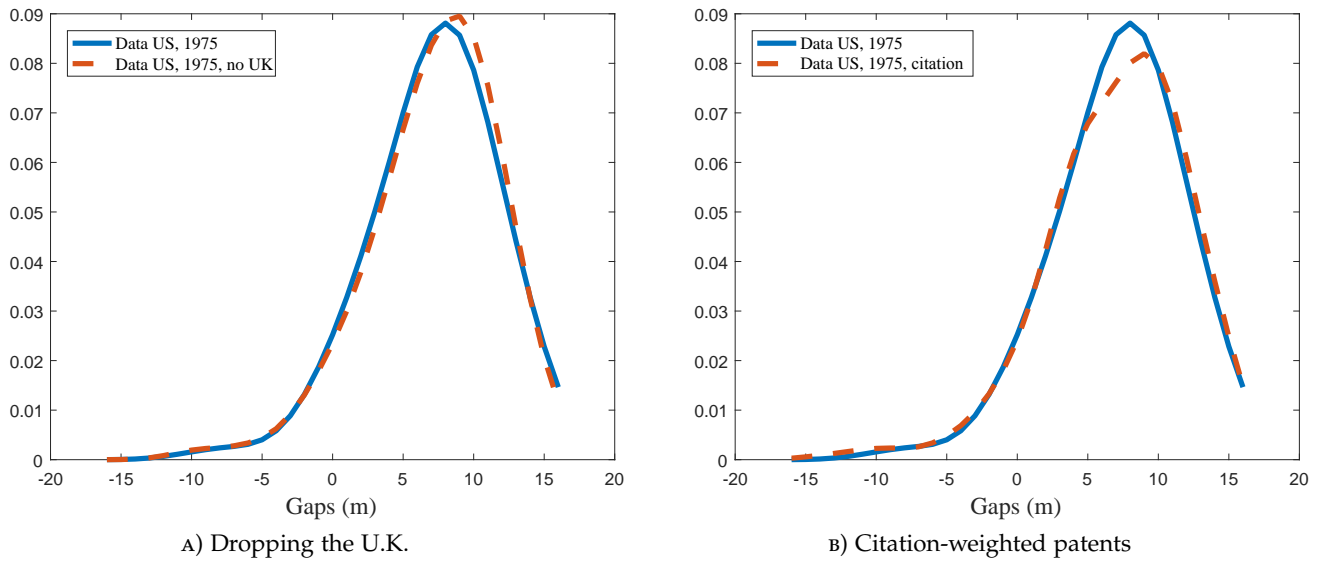 0.09
0.08
0.07
0.06
0.05
0.04
0.03
0.02
0.01
0
Data US, 1975
Data US, 1975, no UK
-20 -15 -10 -5 0 5 10 15 20
Gaps (m)
A) Dropping the U.K.
0.09
0.08
0.07
0.06
0.05
0.04
0.03
0.02
0.01
0
Data US, 1975
Data US, 1975, citation
-20 -15 -10 -5 0 5 10 15 20
Gaps (m)
B) Citation-weighted patents